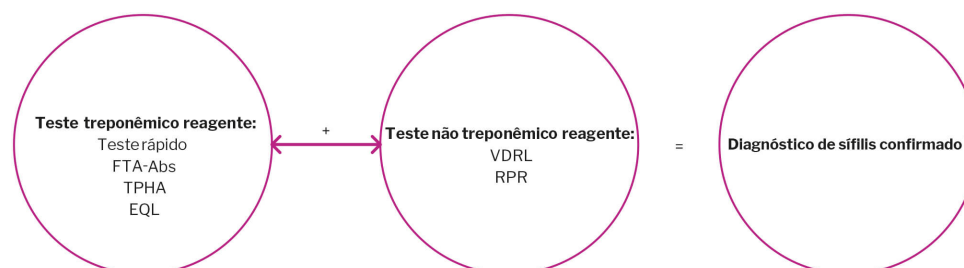 Teste treponêmico reagente:
Teste rápido
FTA-Abs
TPHA
EQL
+
Teste não treponêmico reagente:
VDRL
RPR
=
Diagnóstico de sífilis confirmado